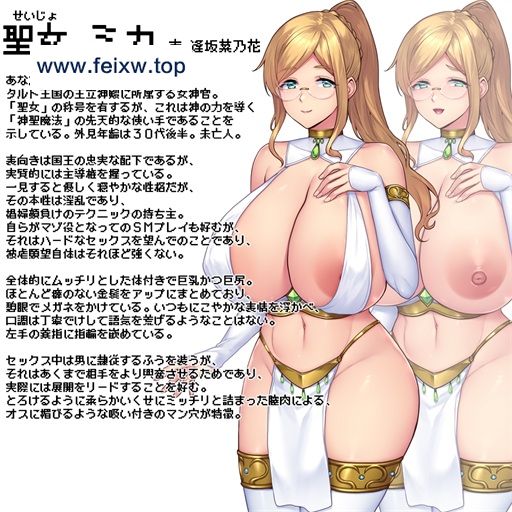 せいじょ
聖女 ミカ
逢坂菜乃花
www.feixw.top
タルト王国の王立神殿に所属する女神官。
「聖女」の称号を有するが、これは神の力を導く
「神聖魔法」の先天的な使い手であることを
示している。外見年齢は30代後半。未亡人。
表向きは国王の忠実な配下であるが、
実質的には主導権を握っている。
一見すると優しく穏やかな性格だが、
その本性は淫乱であり、
娼婦顔負けのテクニックの持ち主。
自らがマゾ役となってのSMプレイも好むが、
それはハードなセックスを望んでのことであり、
被虐願望自体はそれほど強くない。
全体的にムッチリとした体付きで巨乳かつ巨尻。
ほとんど癖のない金髪をアップにまとめており、
碧眼でメガネをかけている。いつもにこやかな表情を浮かべ、
口調は丁寧でけして語気を荒げるようなことはない。
左手の薬指に指輪を嵌めている。
セックス中は男に隷従するふうを装うが、
それはあくまで相手をより興奮させるためであり、
実際には展開をリードすることを好む。
とろけるように柔らかいくせにミッチリと詰まった膣肉による、
オスに媚びるような吸い付きのマン穴が特徴。